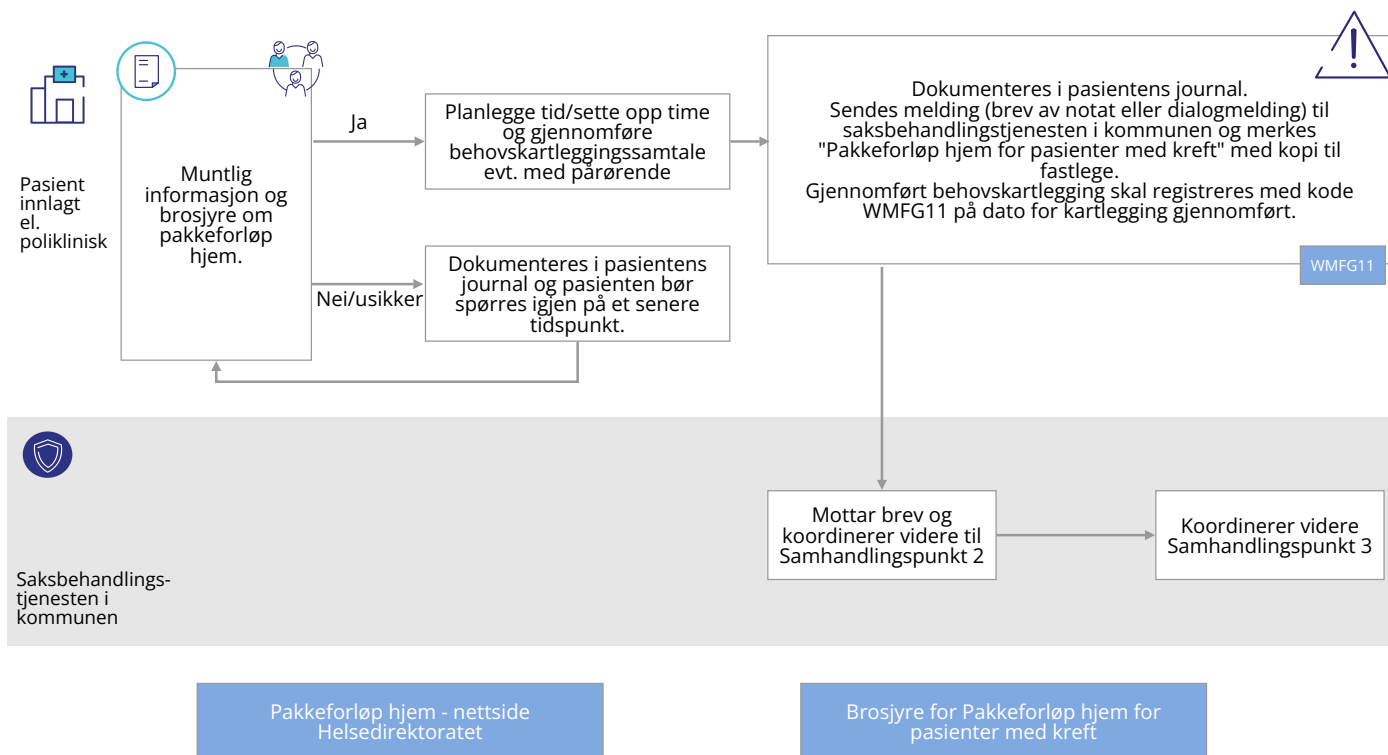 Pasient
innlagt
el.
poliklinisk
Muntlig
informasjon og
brosjyre om
pakkeforløp
hjem.
Ja
Planlegge tid/sette opp time
og gjennomføre
behovskartleggingssamtale
evt. med pårørende
Dokumenteres i pasientens journal.
Sendes melding (brev av notat eller dialogmelding) til
saksbehandlingstjenesten i kommunen og merkes
"Pakkeforløp hjem for pasienter med kreft" med kopi til
fastlege.
Gjennomført behovskartlegging skal registreres med kode
WMFG11 på dato for kartlegging gjennomført.
WMFG11
Nei/usikker
Dokumenteres i pasientens
journal og pasienten bør
spørres igjen på et senere
tidspunkt.
Saksbehandlings-
tjenesten i
kommunen
Mottar brev og
koordinerer videre til
Samhandlingspunkt 2
Koordinerer videre
Samhandlingspunkt 3
Pakkeforløp hjem - nettside
Helsedirektoratet
Brosjyre for Pakkeforløp hjem for
pasienter med kreft